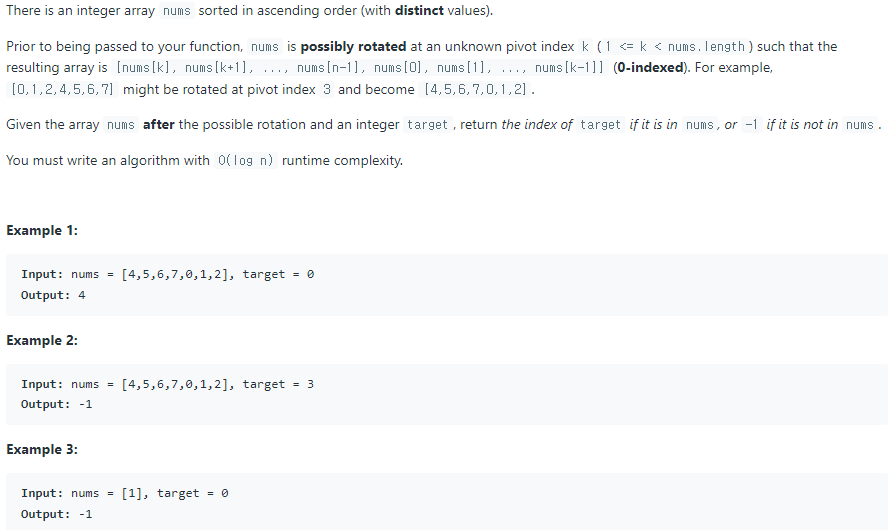 There is an integer array nums sorted in ascending order (with distinct values).
Prior to being passed to your function, nums is possibly rotated at an unknown pivot index k (1 <= k < nums.length) such that the
resulting array is [nums[k], nums[k+1], ..., nums[n-1], nums[0], nums[1], ..., nums[k-1]] (0-indexed). For example,
[0,1,2,4,5,6,7] might be rotated at pivot index 3 and become [4,5,6,7,0,1,2].
Given the array nums after the possible rotation and an integer target, return the index of target if it is in nums, or -1 if it is not in nums.
You must write an algorithm with O(log n) runtime complexity.
Example 1:
Input: nums = [4,5,6,7,0,1,2], target = 0
Output: 4
Example 2:
Input: nums = [4,5,6,7,0,1,2], target = 3
Output: -1
Example 3:
Input: nums = [1], target = 0
Output: -1